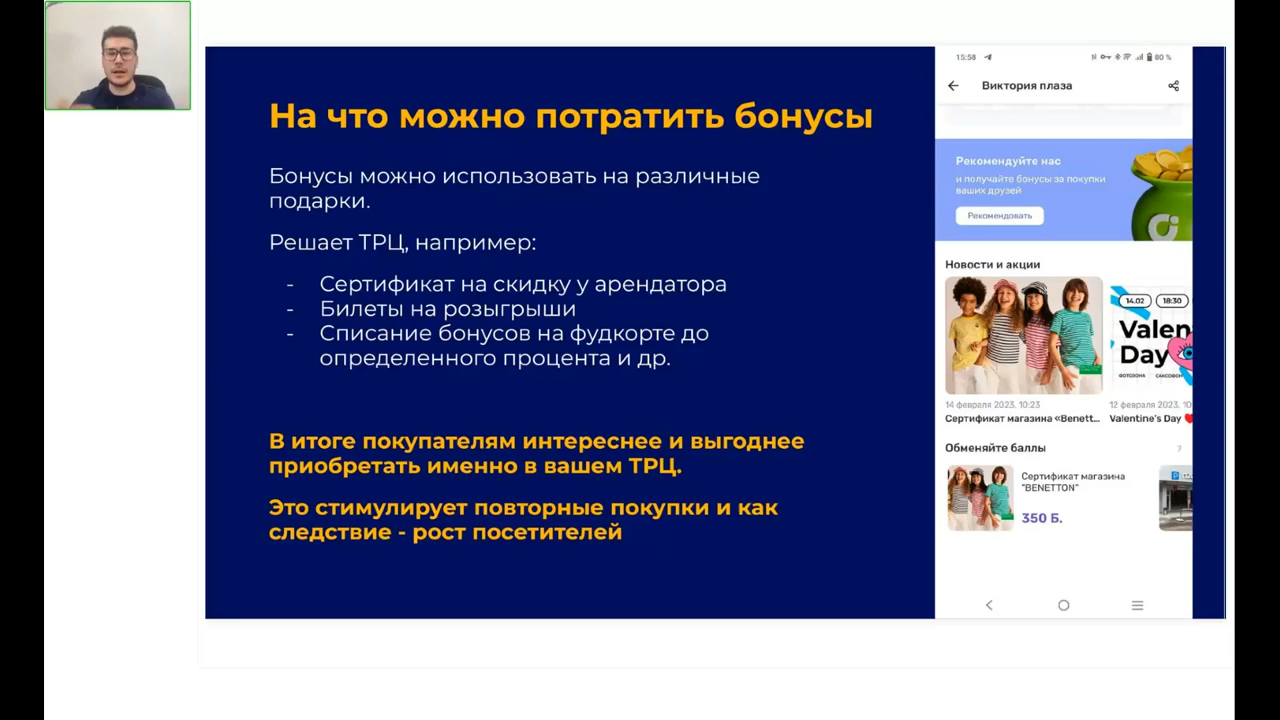 На что можно потратить бонусы
Бонусы можно использовать на различные
подарки.
Решает ТРЦ, например:
- Сертификат на скидку у арендатора
- Билеты на розыгрыши
- Списание бонусов на фудкорте до
определенного процента и др.
В итоге покупателям интереснее и выгоднее
приобретать именно в вашем ТРЦ.
Это стимулирует повторные покупки и как
следствие - рост посетителей
15:58
80 %
Виктория плаза
Рекомендуйте нас
и получайте бонусы за покупки
ваших друзей
Рекомендовать
Новости и акции
14.02 18:30
Valen
Day
ФОТОЗОНА САКСОФОН
14 февраля 2023, 10:23
Сертификат магазина «Benett...
12 февраля 2023, 10
Valentine's Day
Обменяйте баллы
7
Сертификат магазина
"BENETTON"
350 Б.